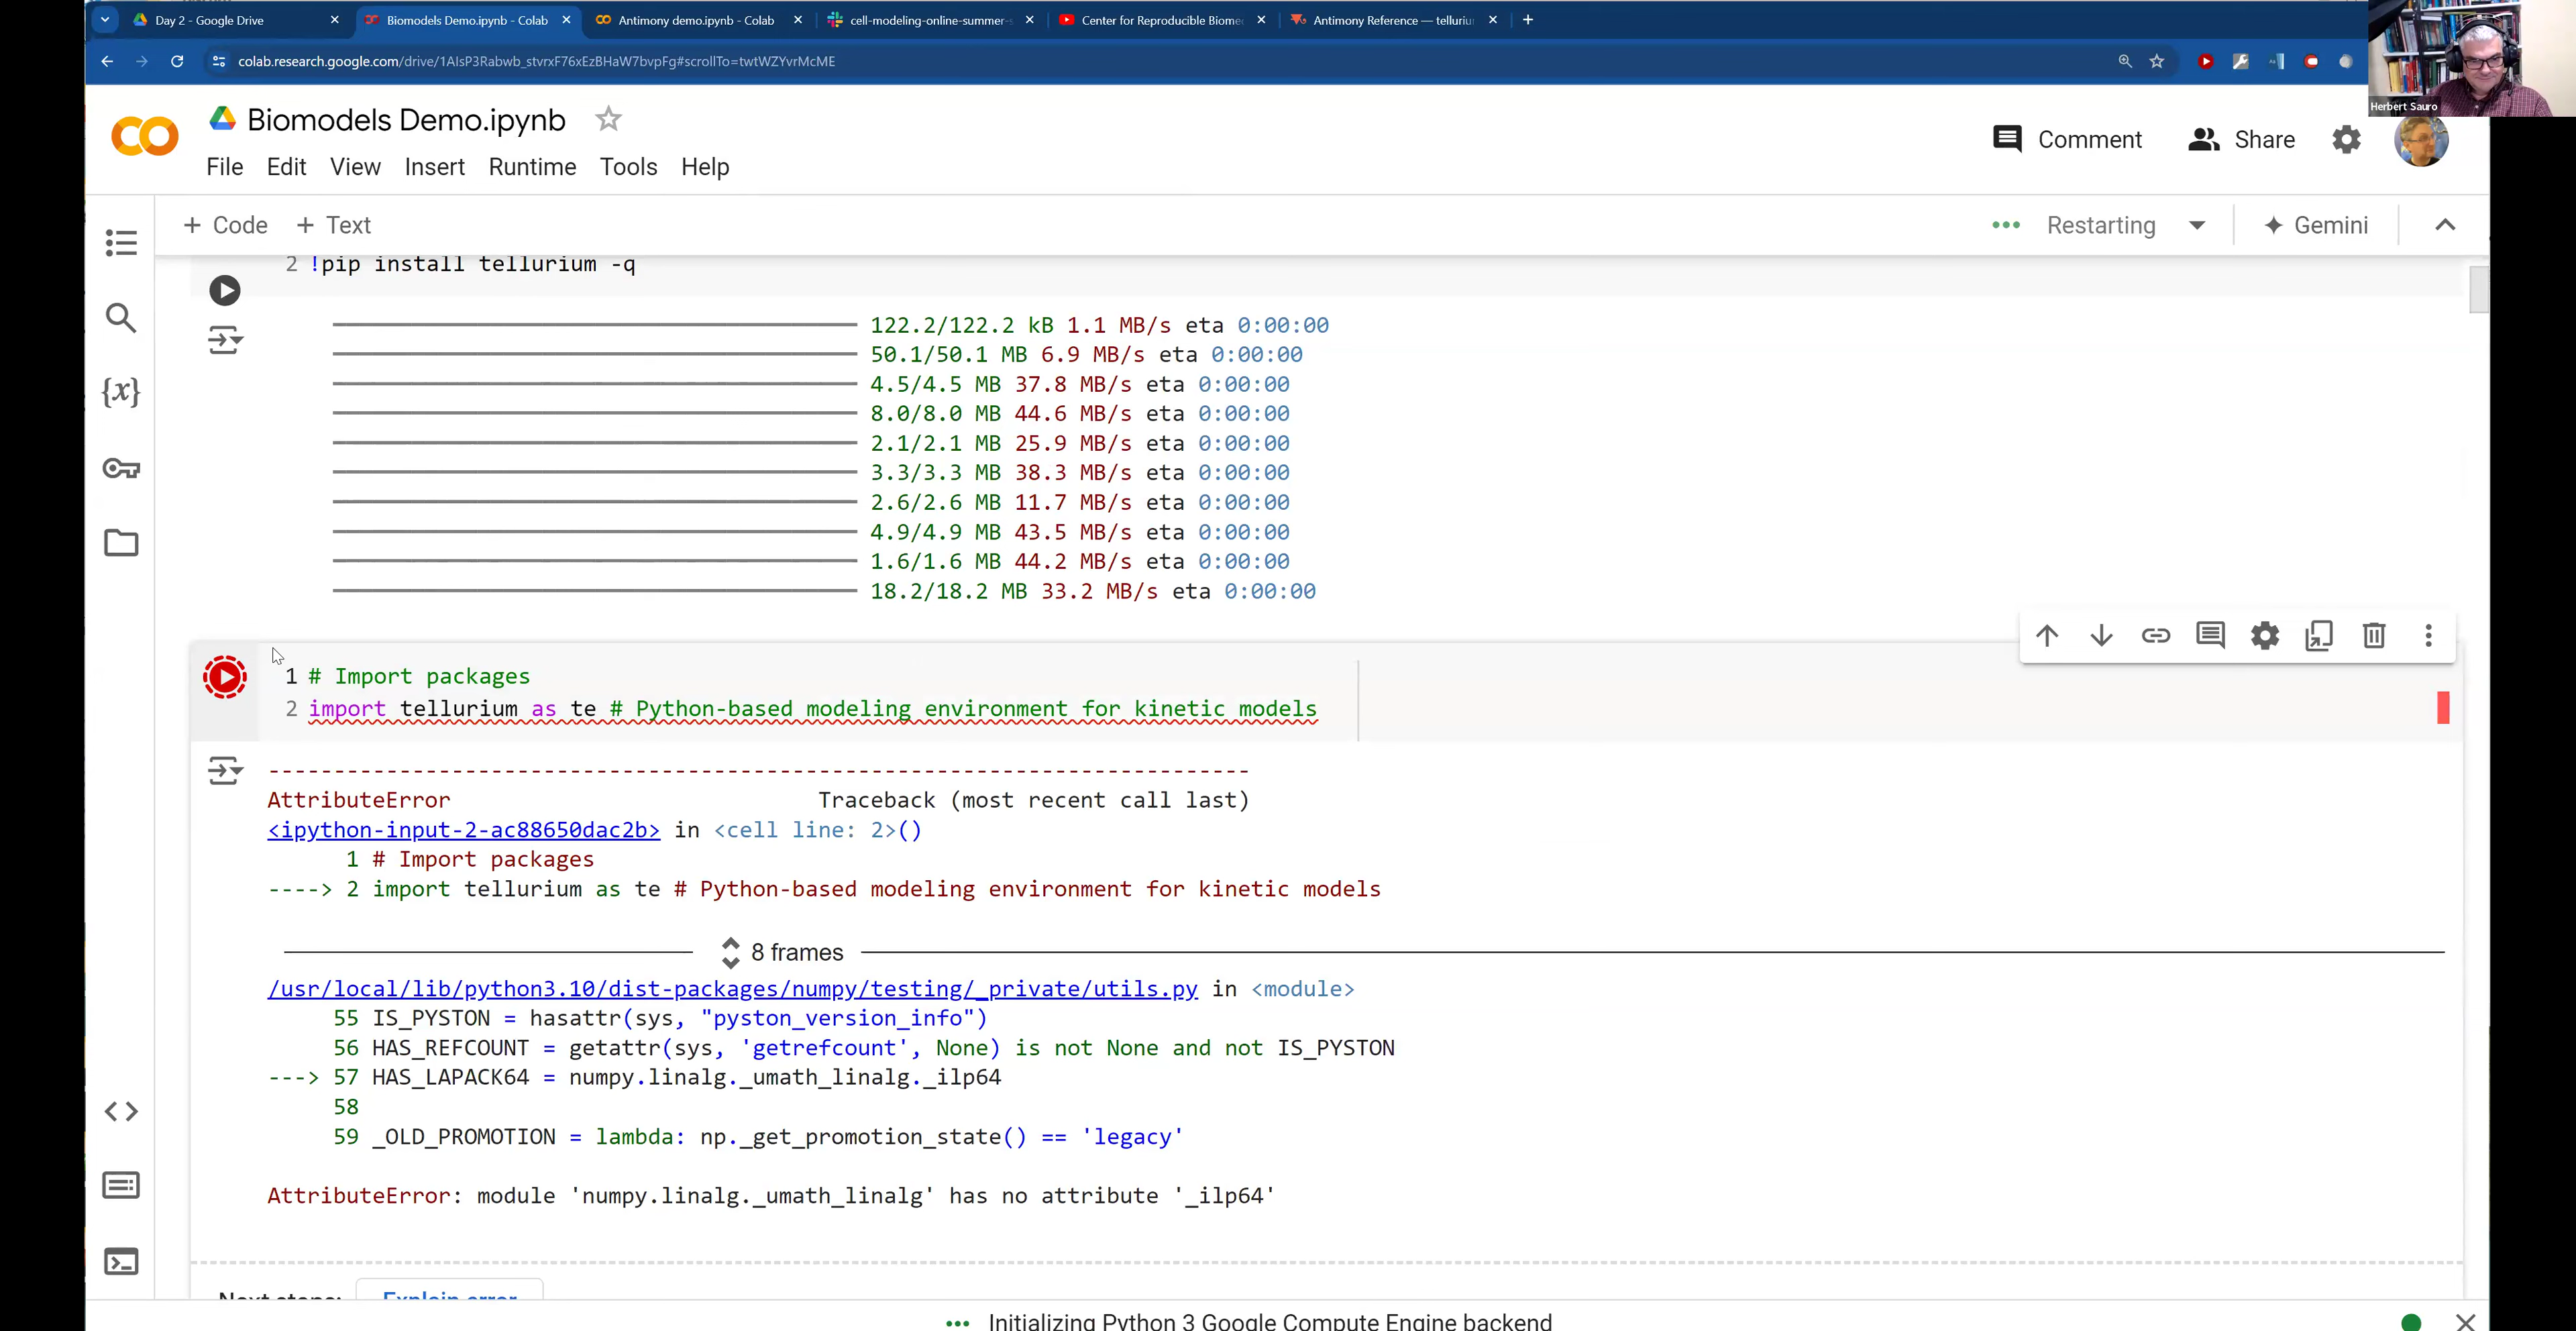 Day 2 - Google Drive
Biomodels Demo.ipynb - Colab
Antimony demo.ipynb - Colab
cell-modeling-online-summer-s
Center for Reproducible Biome
Antimony Reference — telluriu
colab.research.google.com/drive/1AIsP3Rabwb_stvrxF76xEzBHaW7bvpFg#scrollTo=twtWZYvrMcME
Herbert Sauro
Biomodels Demo.ipynb
Comment
Share
File Edit View Insert Runtime Tools Help
+ Code + Text
Restarting
Gemini
2 !pip install tellurium -q
122.2/122.2 kB 1.1 MB/s eta 0:00:00
50.1/50.1 MB 6.9 MB/s eta 0:00:00
4.5/4.5 MB 37.8 MB/s eta 0:00:00
8.0/8.0 MB 44.6 MB/s eta 0:00:00
2.1/2.1 MB 25.9 MB/s eta 0:00:00
3.3/3.3 MB 38.3 MB/s eta 0:00:00
2.6/2.6 MB 11.7 MB/s eta 0:00:00
4.9/4.9 MB 43.5 MB/s eta 0:00:00
1.6/1.6 MB 44.2 MB/s eta 0:00:00
18.2/18.2 MB 33.2 MB/s eta 0:00:00
1 # Import packages
2 import tellurium as te # Python-based modeling environment for kinetic models
---------------------------------------------------------------------------
AttributeError Traceback (most recent call last)
<ipython-input-2-ac88650dac2b> in <cell line: 2>()
1 # Import packages
----> 2 import tellurium as te # Python-based modeling environment for kinetic models
8 frames
/usr/local/lib/python3.10/dist-packages/numpy/testing/_private/utils.py in <module>
55 IS_PYSTON = hasattr(sys, "pyston_version_info")
56 HAS_REFCOUNT = getattr(sys, 'getrefcount', None) is not None and not IS_PYSTON
---> 57 HAS_LAPACK64 = numpy.linalg._umath_linalg._ilp64
58
59 _OLD_PROMOTION = lambda: np._get_promotion_state() == 'legacy'
AttributeError: module 'numpy.linalg._umath_linalg' has no attribute '_ilp64'
Next steps: Explain error
Initializing Python 3 Google Compute Engine backend